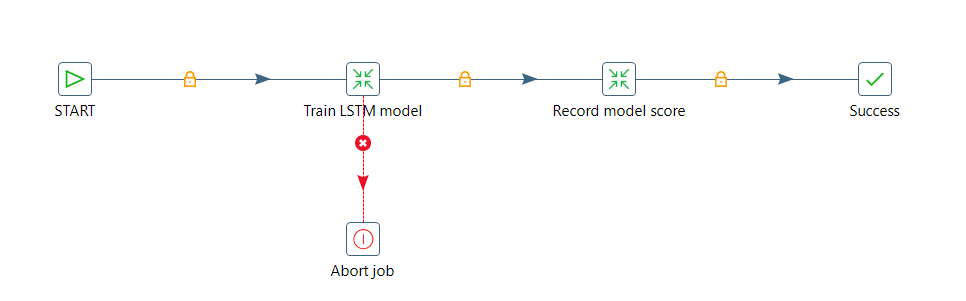 START
Train LSTM model
Record model score
Success
Abort job